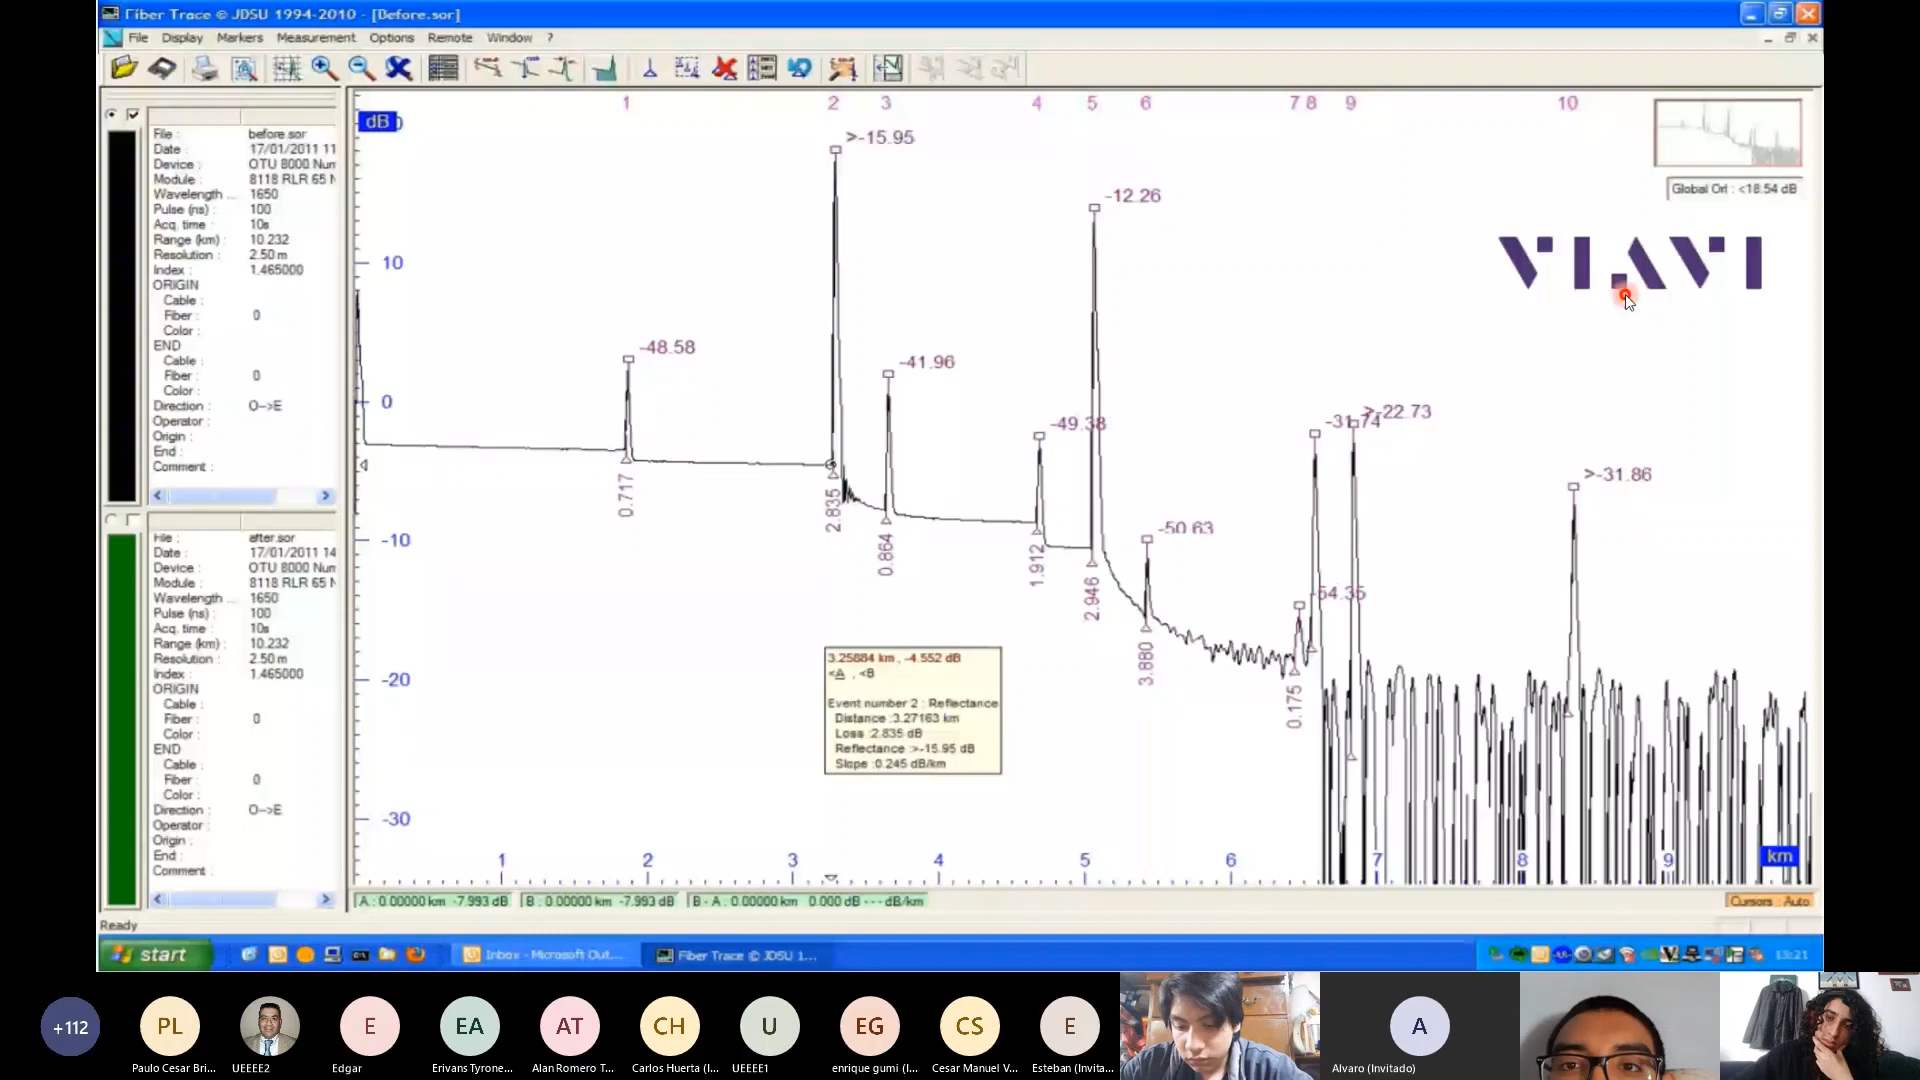 Fiber Trace © JDSU 1994-2010 - [Before.sor]
File Display Markers Measurement Options Remote Window ?
1 2 3 4 5 6 7 8 9 10
dB
>-15.95
-12.26
-48.58
-41.96
-49.38
-50.63
-31.74
>-22.73
-54.35
>-31.86
Global Orl : <18.54 dB
VIAVI
10
0
-10
-20
-30
0.717
2.835
0.864
1.912
2.946
3.880
0.175
3.25884 km , -4.552 dB
<A , <B
Event number 2 : Reflectance
Distance :3.27163 km
Loss :2.835 dB
Reflectance :>-15.95 dB
Slope :0.245 dB/km
1 2 3 4 5 6 7 8 9 km
File : before.sor
Date : 17/01/2011 11
Device : OTU 8000 Num
Module : 8118 RLR 65 N
Wavelength ... 1650
Pulse (ns) : 100
Acq. time : 10s
Range (km) : 10.232
Resolution : 2.50 m
Index : 1.465000
ORIGIN
Cable :
Fiber : 0
Color :
END
Cable :
Fiber : 0
Color :
Direction : O-->E
Operator :
Origin :
End :
Comment :
File : after.sor
Date : 17/01/2011 14
Device : OTU 8000 Num
Module : 8118 RLR 65 N
Wavelength ... 1650
Pulse (ns) : 100
Acq. time : 10s
Range (km) : 10.232
Resolution : 2.50 m
Index : 1.465000
ORIGIN
Cable :
Fiber : 0
Color :
END
Cable :
Fiber : 0
Color :
Direction : O-->E
Operator :
Origin :
End :
Comment :
A : 0.00000 km -7.993 dB B : 0.00000 km -7.993 dB B - A : 0.00000 km 0.000 dB ---dB/km
Cursors : Auto
Ready
start Inbox - Microsoft Out... Fiber Trace © JDSU 1... 13:21
+112 PL E EA AT CH U EG CS E A
Paulo Cesar Bri... UEEEE2 Edgar Erivans Tyrone... Alan Romero T... Carlos Huerta (I... UEEEE1 enrique gumi (I... Cesar Manuel V... Esteban (Invita... Alvaro (Invitado)